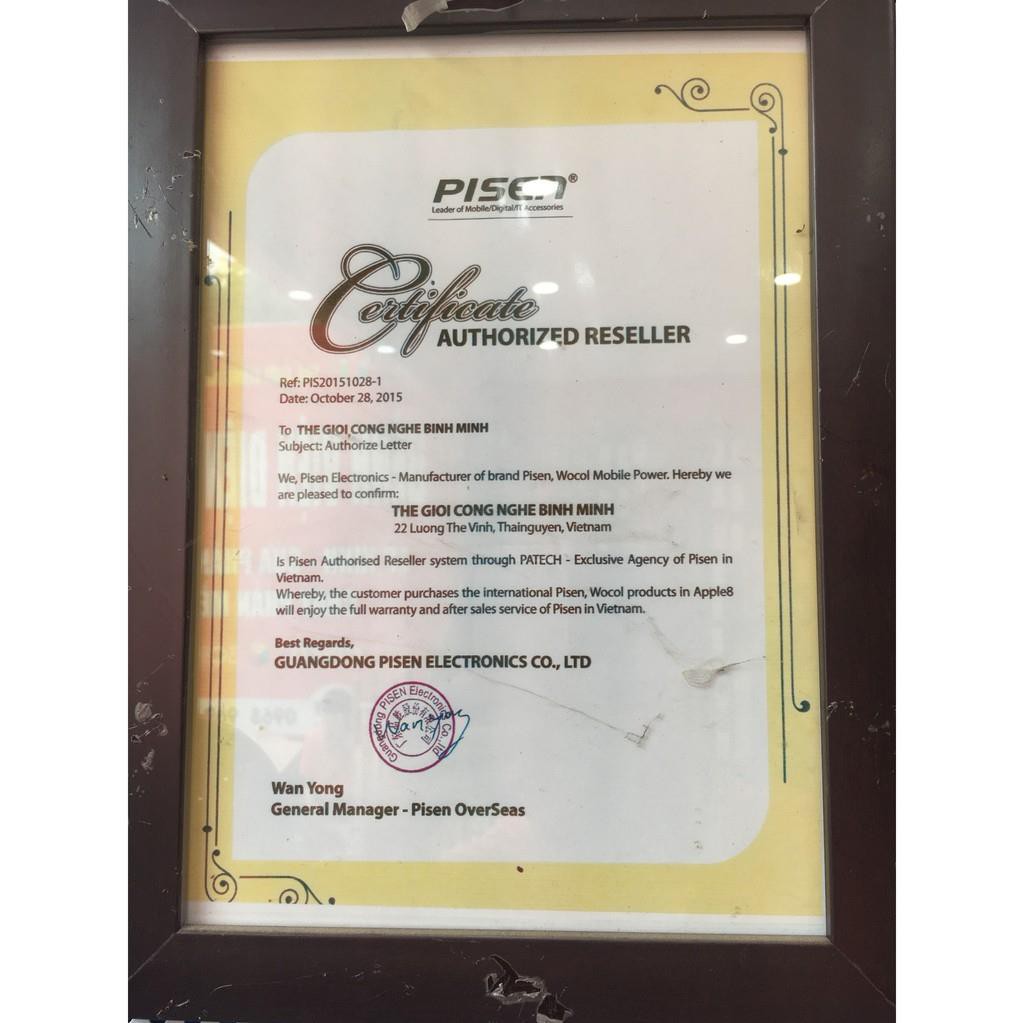 PISEN®
Leader of Mobile/Digital/IT Accessories
Certificate
AUTHORIZED RESELLER
Ref: PIS20151028-1
Date: October 28, 2015
To THE GIOI CONG NGHE BINH MINH
Subject: Authorize Letter
We, Pisen Electronics - Manufacturer of brand Pisen, Wocol Mobile Power. Hereby we
are pleased to confirm:
THE GIOI CONG NGHE BINH MINH
22 Luong The Vinh, Thainguyen, Vietnam
Is Pisen Authorised Reseller system through PATECH - Exclusive Agency of Pisen in
Vietnam.
Whereby, the customer purchases the international Pisen, Wocol products in Apple8
will enjoy the full warranty and after sales service of Pisen in Vietnam.
Best Regards,
GUANGDONG PISEN ELECTRONICS CO., LTD
Guangdong PISEN Electronics Co., ltd
Wan Yong
General Manager - Pisen OverSeas